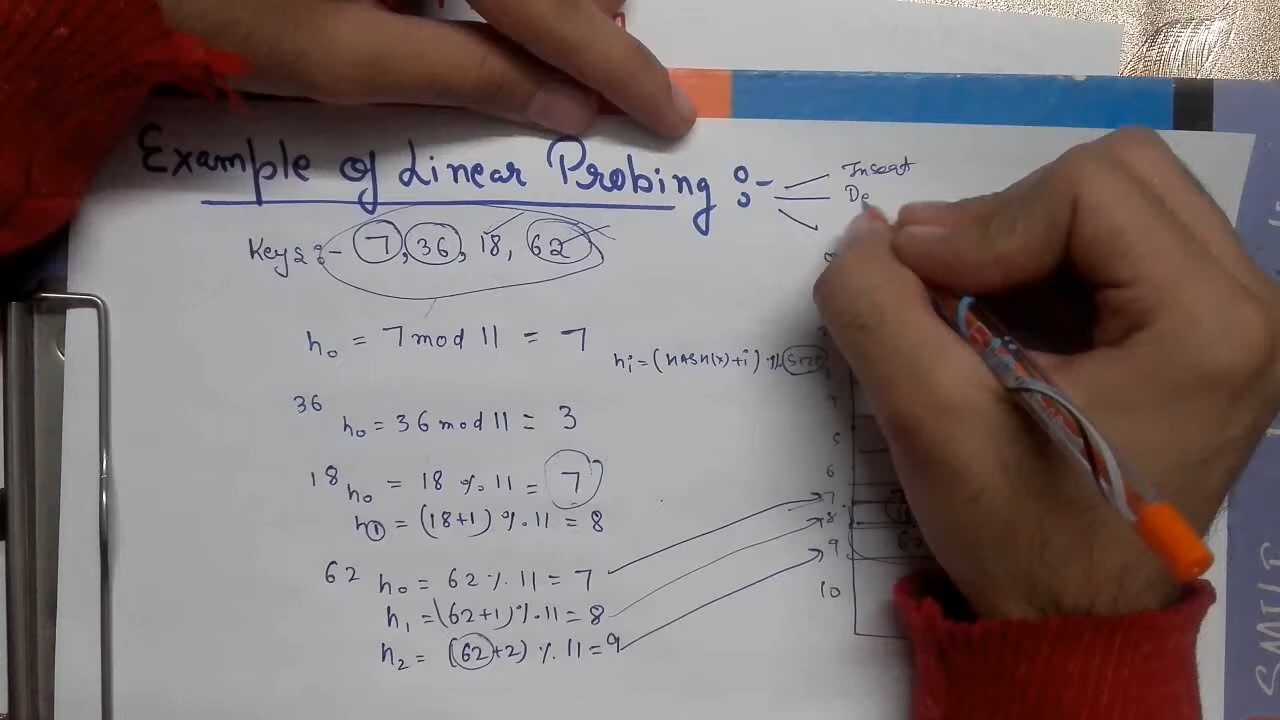 Example of Linear Probing :-
Insert
De
Keys :- 7, 36, 18, 62
h0 = 7 mod 11 = 7
hi = (HASH(x)+i) % Size
36
h0 = 36 mod 11 = 3
18
h0 = 18 % 11 = 7
h1 = (18+1) % 11 = 8
62
h0 = 62 % 11 = 7
h1 = (62+1) % 11 = 8
h2 = (62+2) % 11 = 9
5
6
7
8
9
10